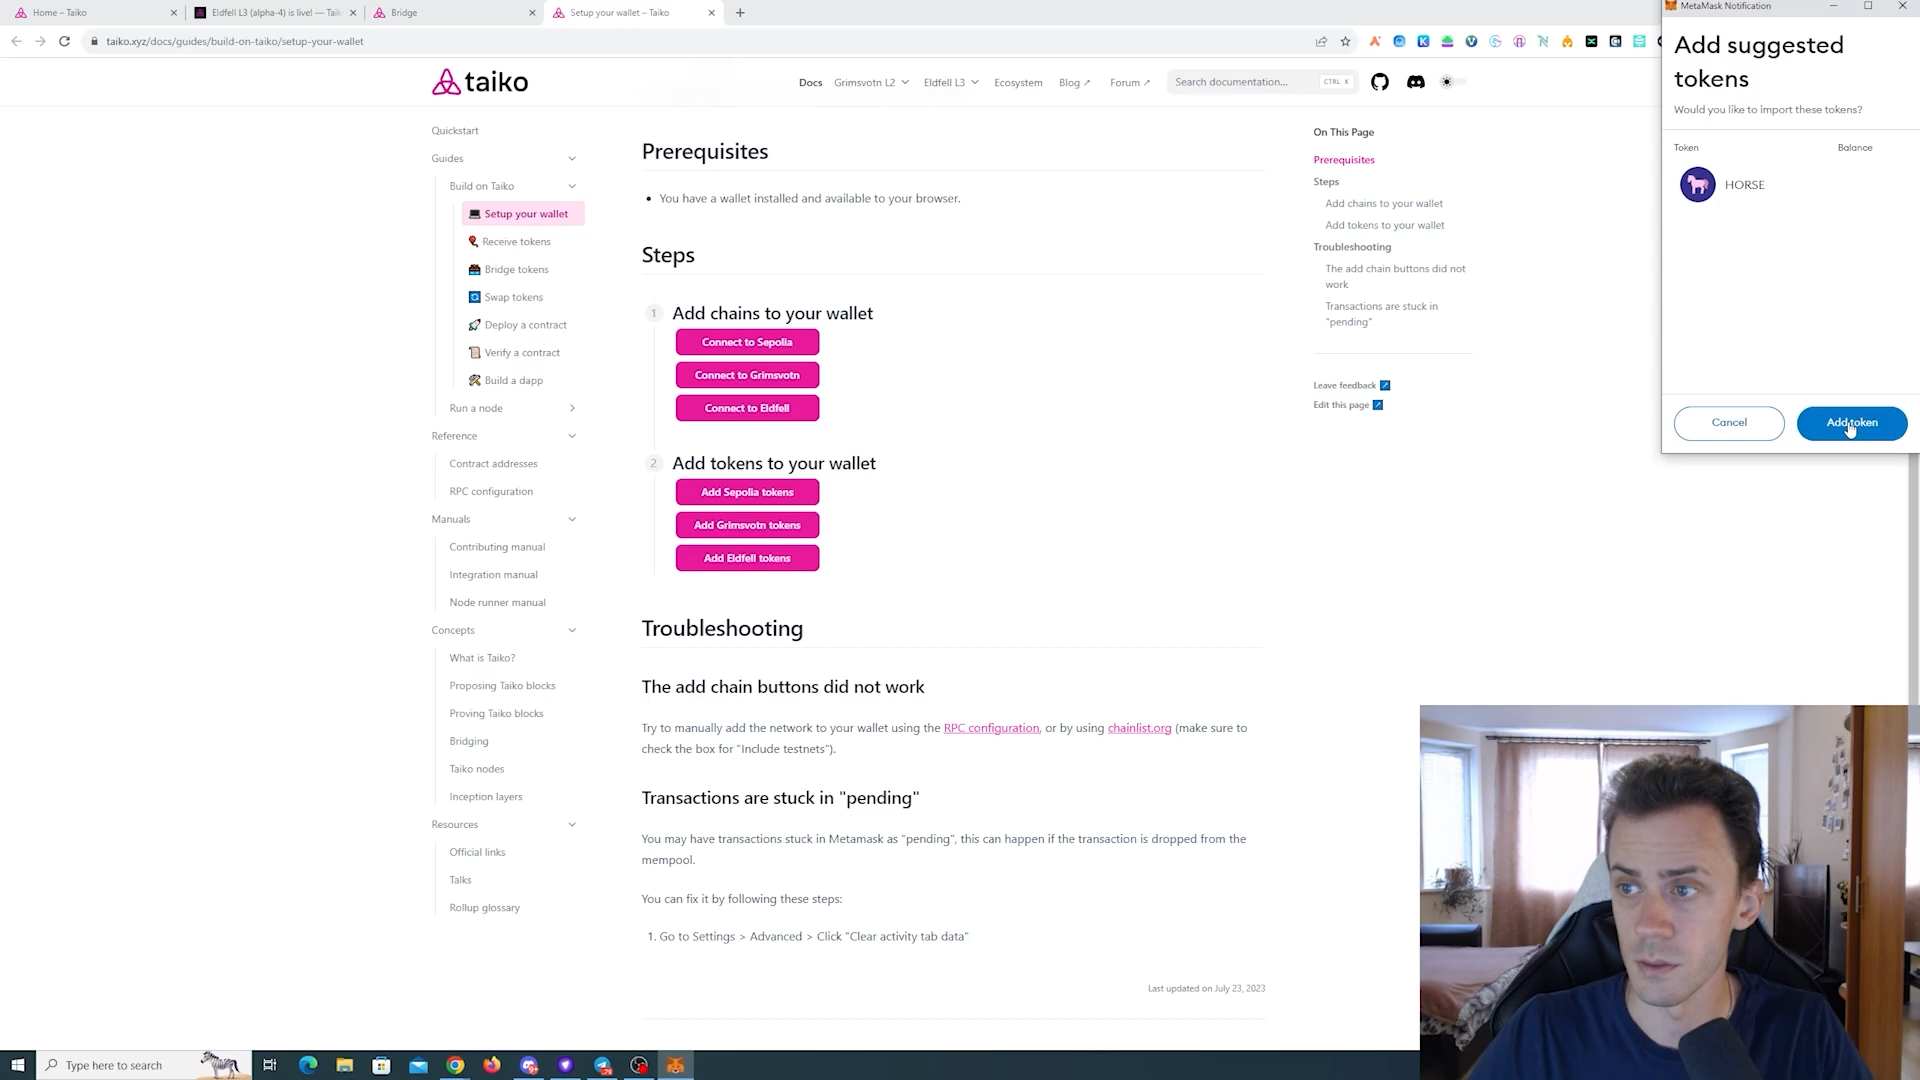 Home – Taiko
Eldfell L3 (alpha-4) is live! — Taik
Bridge
Setup your wallet – Taiko
taiko.xyz/docs/guides/build-on-taiko/setup-your-wallet
taiko
Docs
Grimsvotn L2
Eldfell L3
Ecosystem
Blog ↗
Forum ↗
Search documentation...
CTRL K
Quickstart
Guides
Build on Taiko
Setup your wallet
Receive tokens
Bridge tokens
Swap tokens
Deploy a contract
Verify a contract
Build a dapp
Run a node
Reference
Contract addresses
RPC configuration
Manuals
Contributing manual
Integration manual
Node runner manual
Concepts
What is Taiko?
Proposing Taiko blocks
Proving Taiko blocks
Bridging
Taiko nodes
Inception layers
Resources
Official links
Talks
Rollup glossary
Prerequisites
• You have a wallet installed and available to your browser.
Steps
1 Add chains to your wallet
Connect to Sepolia
Connect to Grimsvotn
Connect to Eldfell
2 Add tokens to your wallet
Add Sepolia tokens
Add Grimsvotn tokens
Add Eldfell tokens
Troubleshooting
The add chain buttons did not work
Try to manually add the network to your wallet using the RPC configuration, or by using chainlist.org (make sure to
check the box for "Include testnets").
Transactions are stuck in "pending"
You may have transactions stuck in Metamask as "pending", this can happen if the transaction is dropped from the
mempool.
You can fix it by following these steps:
1. Go to Settings > Advanced > Click "Clear activity tab data"
Last updated on July 23, 2023
On This Page
Prerequisites
Steps
Add chains to your wallet
Add tokens to your wallet
Troubleshooting
The add chain buttons did not
work
Transactions are stuck in
"pending"
Leave feedback
Edit this page
MetaMask Notification
Add suggested
tokens
Would you like to import these tokens?
Token
Balance
HORSE
Cancel
Add token
Type here to search